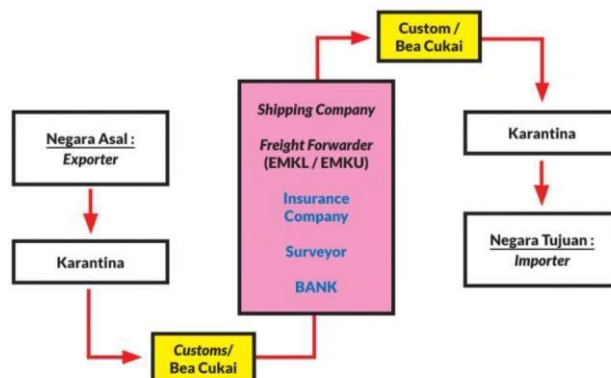 Negara Asal :
Exporter
Karantina
Customs/
Bea Cukai
Shipping Company
Freight Forwarder
(EMKL / EMKU)
Insurance
Company
Surveyor
BANK
Custom /
Bea Cukai
Karantina
Negara Tujuan :
Importer